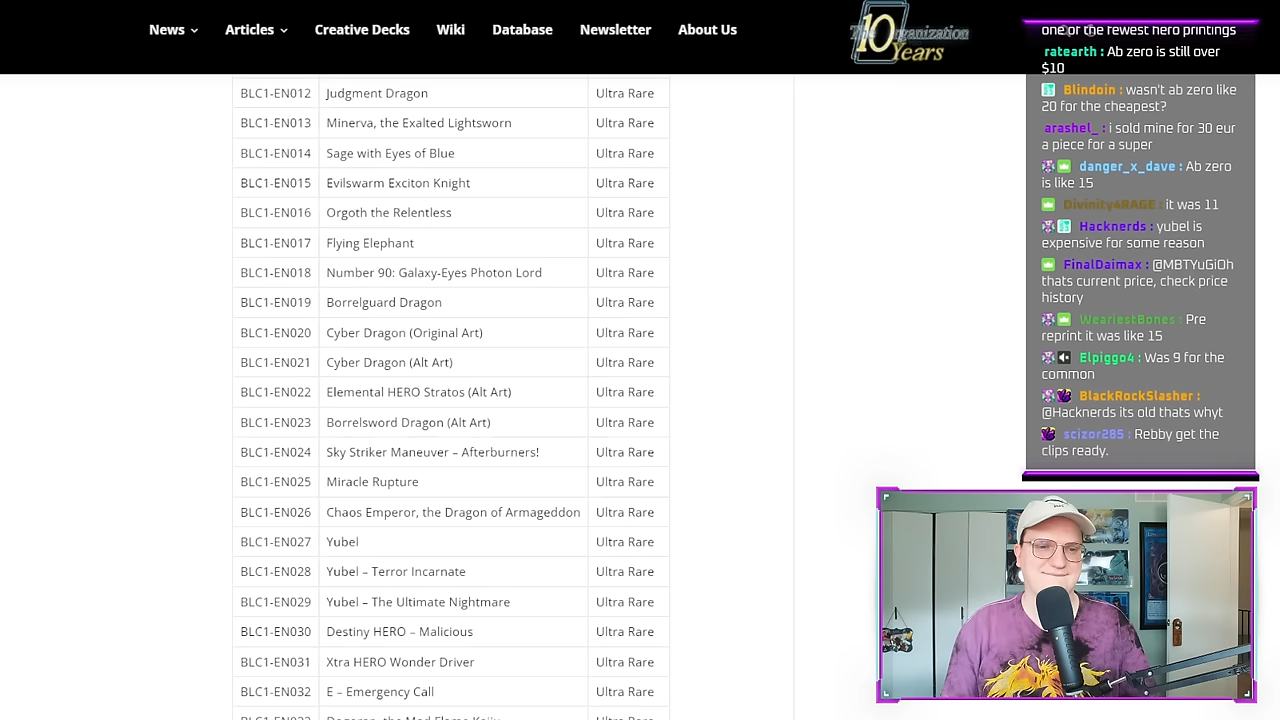 News
Articles
Creative Decks
Wiki
Database
Newsletter
About Us
The Organization
10 Years
BLC1-EN012 Judgment Dragon Ultra Rare
BLC1-EN013 Minerva, the Exalted Lightsworn Ultra Rare
BLC1-EN014 Sage with Eyes of Blue Ultra Rare
BLC1-EN015 Evilswarm Exciton Knight Ultra Rare
BLC1-EN016 Orgoth the Relentless Ultra Rare
BLC1-EN017 Flying Elephant Ultra Rare
BLC1-EN018 Number 90: Galaxy-Eyes Photon Lord Ultra Rare
BLC1-EN019 Borrelguard Dragon Ultra Rare
BLC1-EN020 Cyber Dragon (Original Art) Ultra Rare
BLC1-EN021 Cyber Dragon (Alt Art) Ultra Rare
BLC1-EN022 Elemental HERO Stratos (Alt Art) Ultra Rare
BLC1-EN023 Borrelsword Dragon (Alt Art) Ultra Rare
BLC1-EN024 Sky Striker Maneuver – Afterburners! Ultra Rare
BLC1-EN025 Miracle Rupture Ultra Rare
BLC1-EN026 Chaos Emperor, the Dragon of Armageddon Ultra Rare
BLC1-EN027 Yubel Ultra Rare
BLC1-EN028 Yubel – Terror Incarnate Ultra Rare
BLC1-EN029 Yubel – The Ultimate Nightmare Ultra Rare
BLC1-EN030 Destiny HERO – Malicious Ultra Rare
BLC1-EN031 Xtra HERO Wonder Driver Ultra Rare
BLC1-EN032 E – Emergency Call Ultra Rare
one of the fewest hero printings
ratearth : Ab zero is still over
$10
Blindoin : wasn't ab zero like
20 for the cheapest?
arashel_ : i sold mine for 30 eur
a piece for a super
danger_x_dave : Ab zero
is like 15
Divinity4RAGE : it was 11
Hacknerds : yubel is
expensive for some reason
FinalDaimax : @MBTYuGiOh
thats current price, check price
history
WeariestBones : Pre
reprint it was like 15
Elpiggo4 : Was 9 for the
common
BlackRockSlasher :
@Hacknerds its old thats whyt
scizor285 : Rebby get the
clips ready.